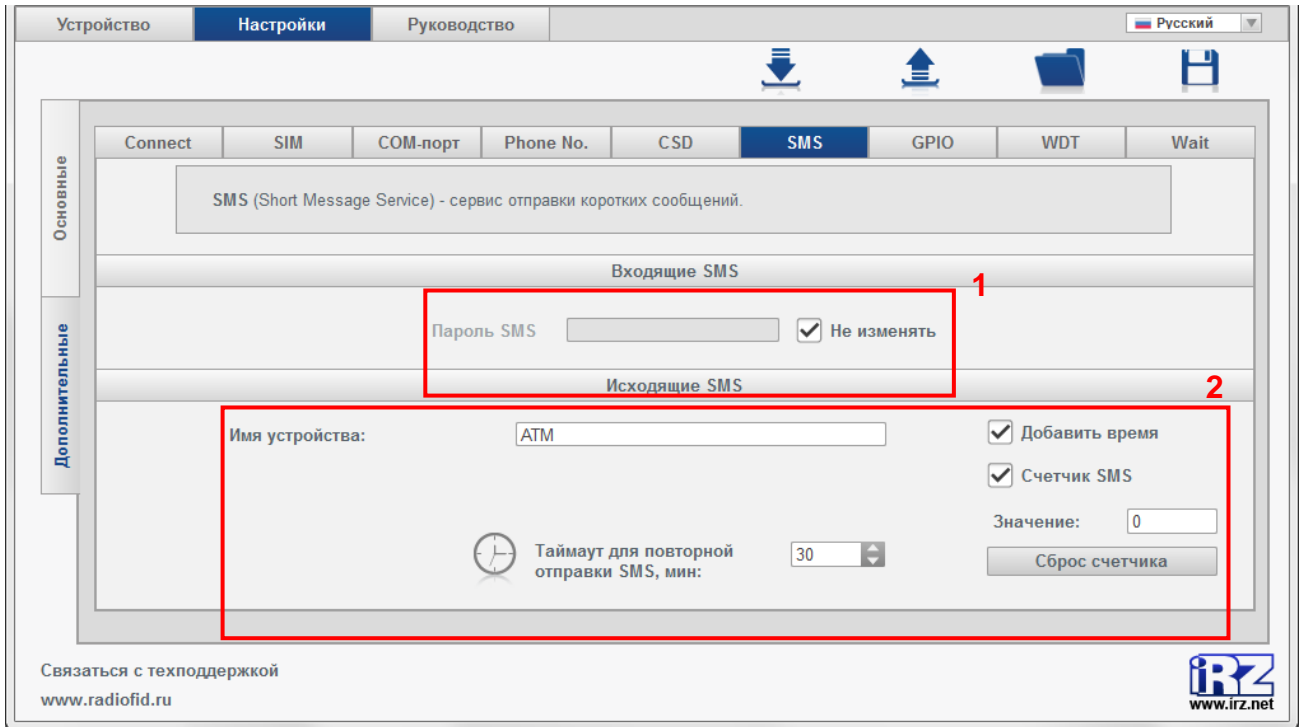 Устройство
Настройки
Руководство
Русский
Основные
Дополнительные
Connect
SIM
COM-порт
Phone No.
CSD
SMS
GPIO
WDT
Wait
SMS (Short Message Service) - сервис отправки коротких сообщений.
Входящие SMS
1
Пароль SMS
Не изменять
Исходящие SMS
2
Имя устройства:
ATM
Добавить время
Счетчик SMS
Значение:
0
Таймаут для повторной
отправки SMS, мин:
30
Сброс счетчика
Связаться с техподдержкой
www.radiofid.ru
iRZ
www.irz.net